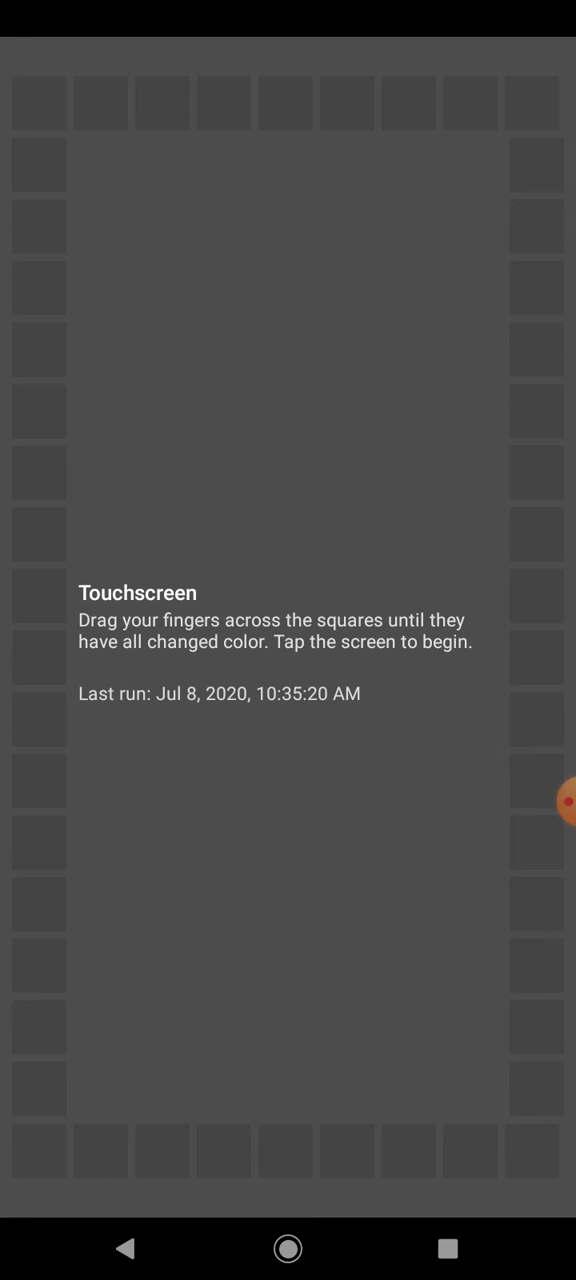 Touchscreen
Drag your fingers across the squares until they
have all changed color. Tap the screen to begin.
Last run: Jul 8, 2020, 10:35:20 AM